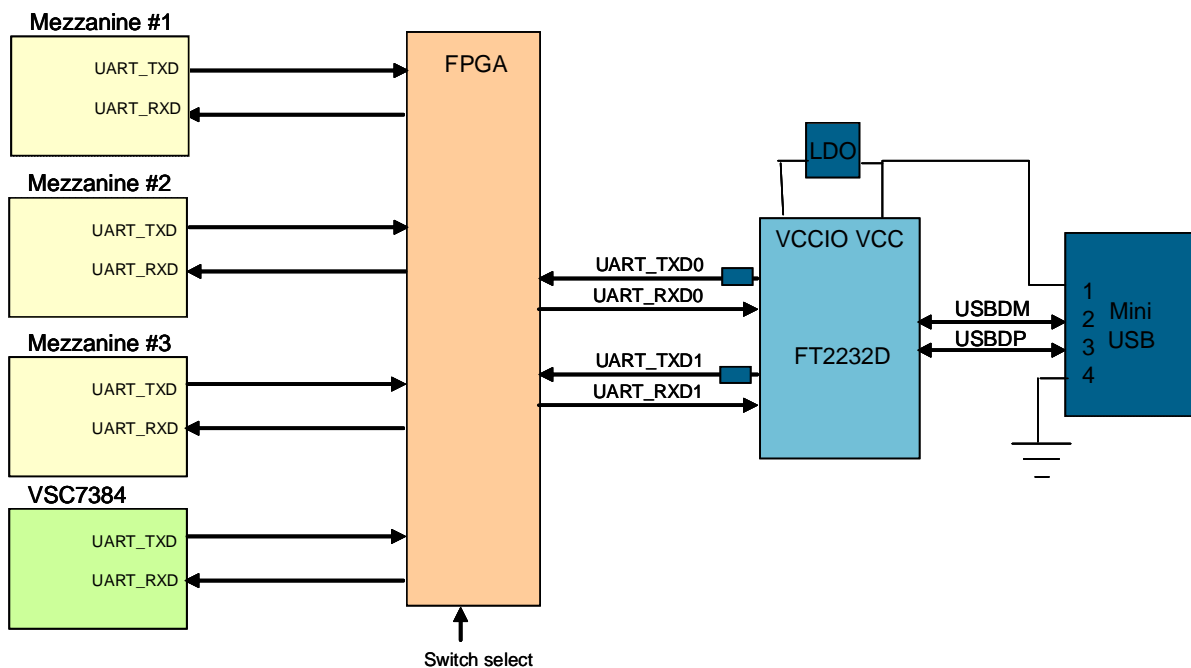 Mezzanine #1
UART_TXD
UART_RXD
Mezzanine #2
UART_TXD
UART_RXD
Mezzanine #3
UART_TXD
UART_RXD
VSC7384
UART_TXD
UART_RXD
FPGA
Switch select
UART_TXD0
UART_RXD0
UART_TXD1
UART_RXD1
LDO
VCCIO VCC
FT2232D
USBDM
USBDP
1
2
3
4
Mini
USB